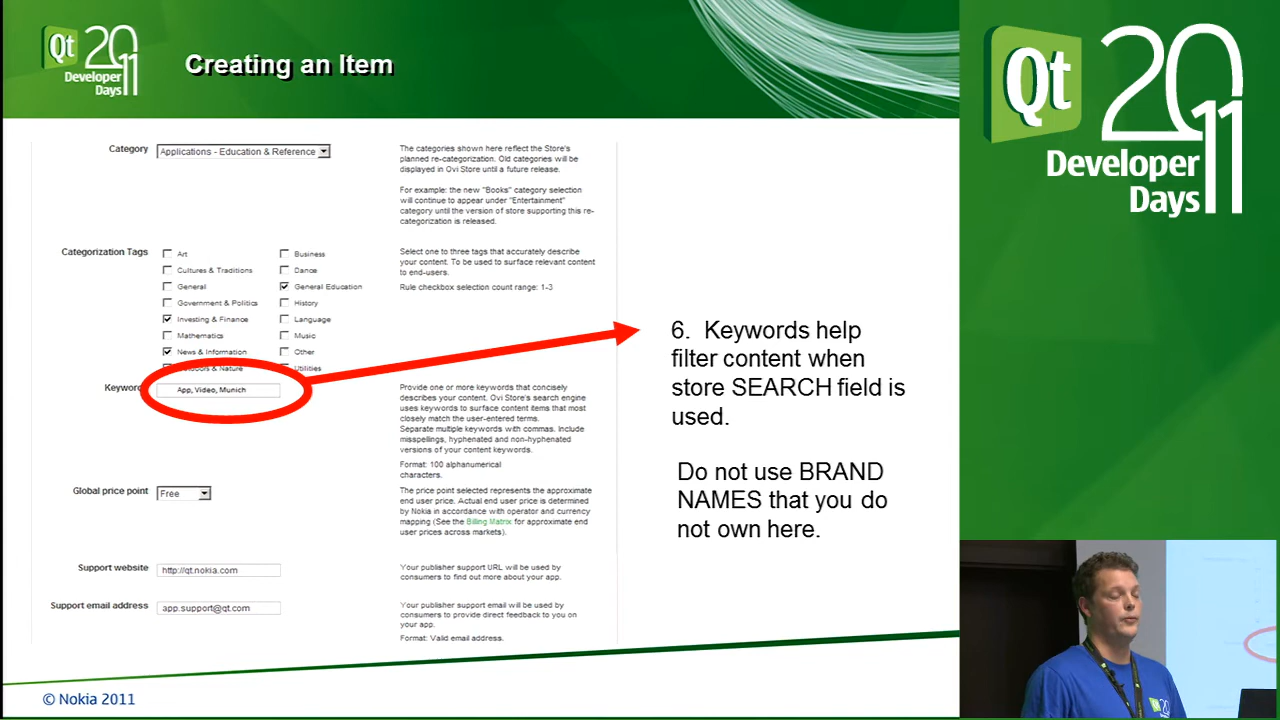 Qt 2011
Developer
Days
Creating an Item
Qt 2011
Developer
Days
Category
Applications - Education & Reference
The categories shown here reflect the Store's
planned re-categorization. Old categories will be
displayed in Ovi Store until a future release.
For example: the new "Books" category selection
will continue to appear under "Entertainment"
category until the version of store supporting this re-
categorization is released.
Categorization Tags
Art
Business
Cultures & Traditions
Dance
General
General Education
Government & Politics
History
Investing & Finance
Language
Mathematics
Music
News & Information
Other
& Nature
Utilities
Select one to three tags that accurately describe
your content. To be used to surface relevant content
to end-users.
Rule checkbox selection count range: 1-3
Keyword
App, Video, Munich
Provide one or more keywords that concisely
describes your content. Ovi Store's search engine
uses keywords to surface content items that most
closely match the user-entered terms.
Separate multiple keywords with commas. Include
misspellings, hyphenated and non-hyphenated
versions of your content keywords.
Format: 100 alphanumerical
characters.
6. Keywords help
filter content when
store SEARCH field is
used.
Do not use BRAND
NAMES that you do
not own here.
Global price point
Free
The price point selected represents the approximate
end user price. Actual end user price is determined
by Nokia in accordance with operator and currency
mapping (See the Billing Matrix for approximate end
user prices across markets).
Support website
http://qt.nokia.com
Your publisher support URL will be used by
consumers to find out more about your app.
Support email address
app.support@qt.com
Your publisher support email will be used by
consumers to provide direct feedback to you on
your app.
Format: Valid email address.
© Nokia 2011